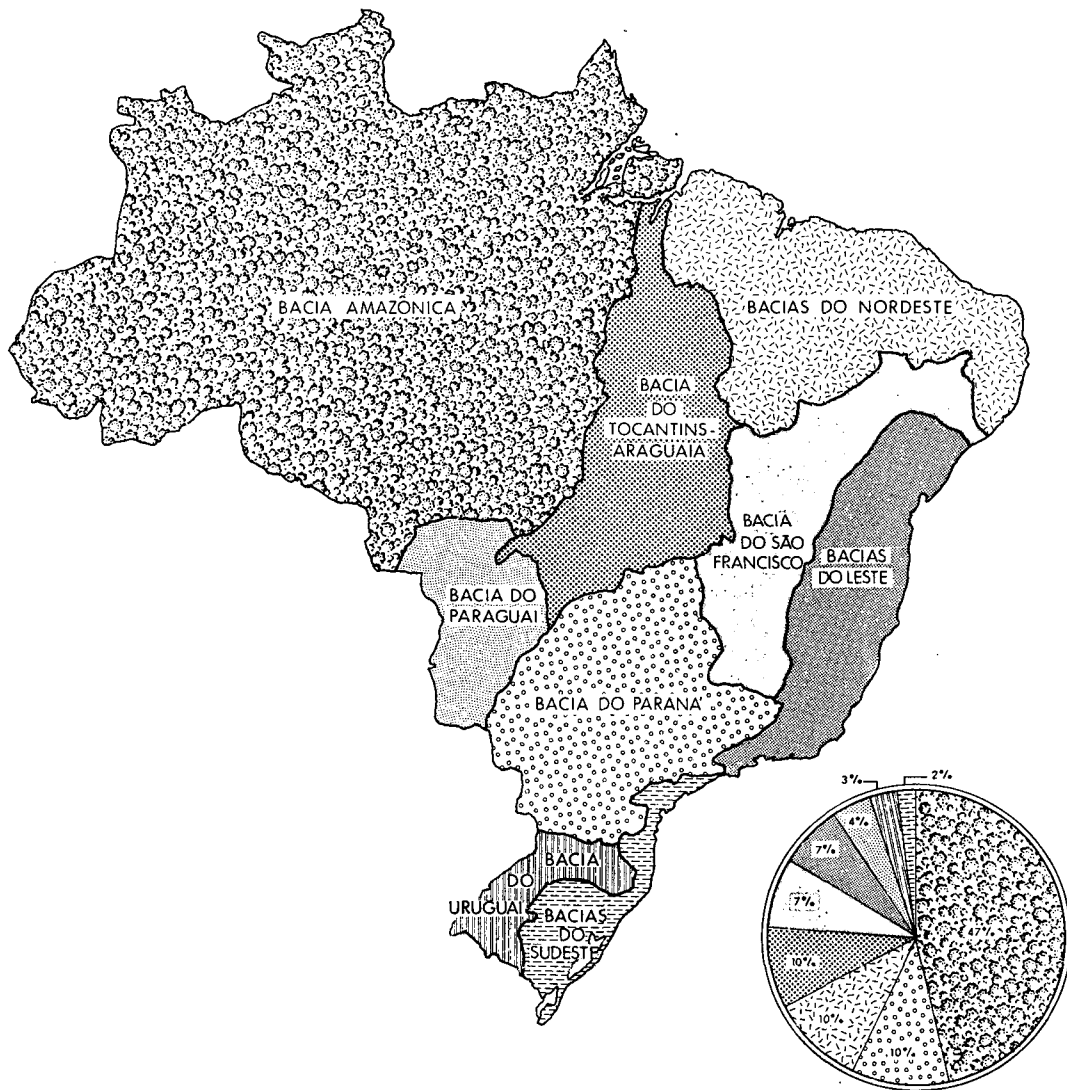 BACIA AMAZÔNICA
BACIAS DO NORDESTE
BACIA
DO
TOCANTINS-
ARAGUAIA
BACIA
DO SÃO
FRANCISCO
BACIAS
DO LESTE
BACIA DO
PARAGUAI
BACIA DO PARANÁ
BACIA
DO
URUGUAI
BACIAS
DO
SUDESTE
3%
2%
4%
7%
7%
47%
10%
10%
10%